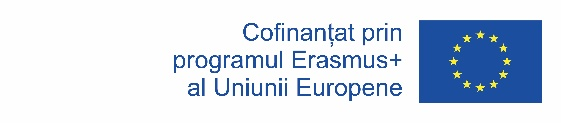 Cofinanțat prin
programul Erasmus+
al Uniunii Europene